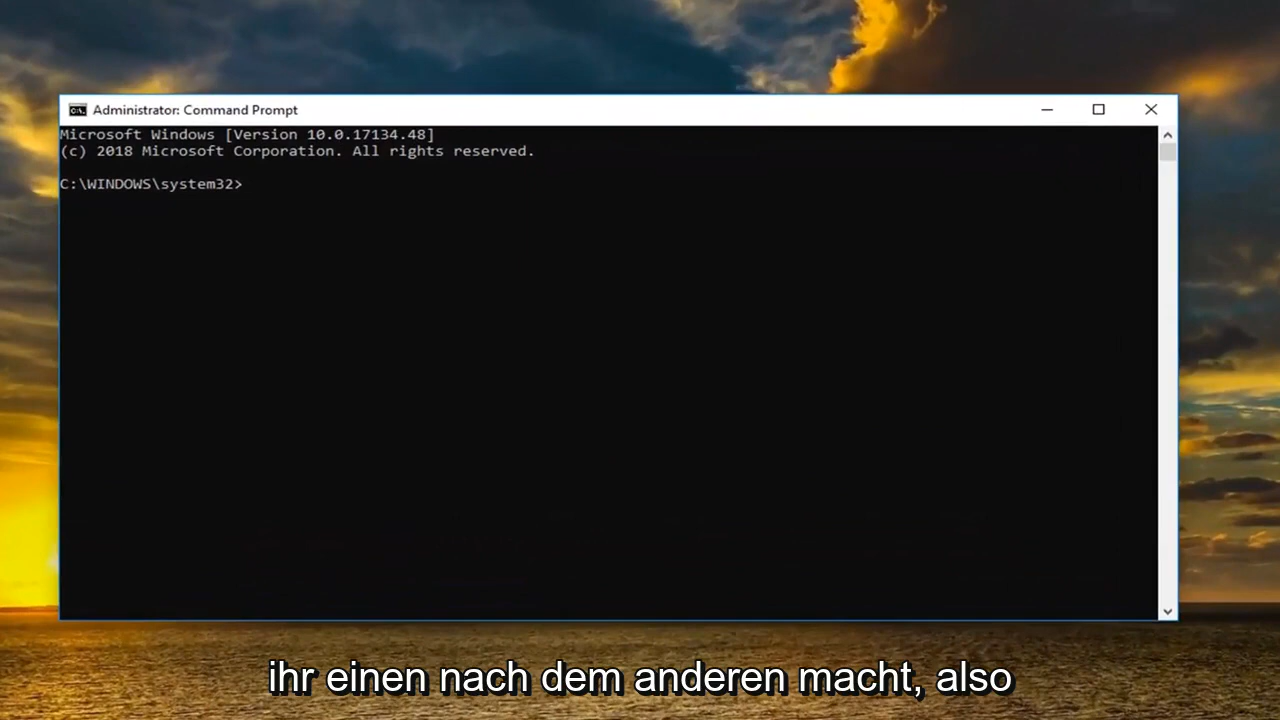 Administrator: Command Prompt
Microsoft Windows [Version 10.0.17134.48]
(c) 2018 Microsoft Corporation. All rights reserved.
C:\WINDOWS\system32>
ihr einen nach dem anderen macht, also